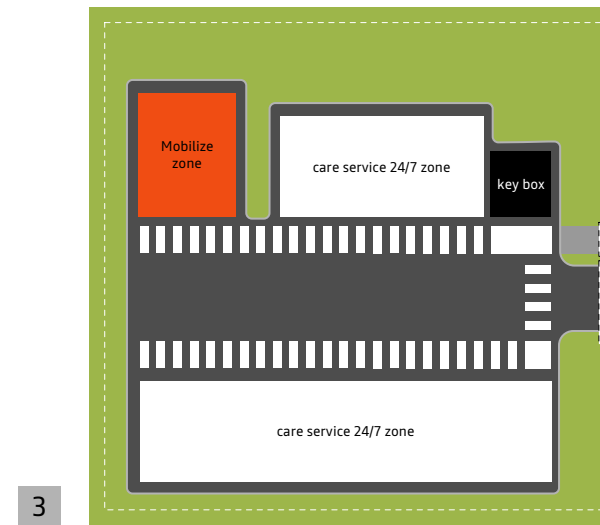 Mobilize
zone
care service 24/7 zone
key box
care service 24/7 zone
3